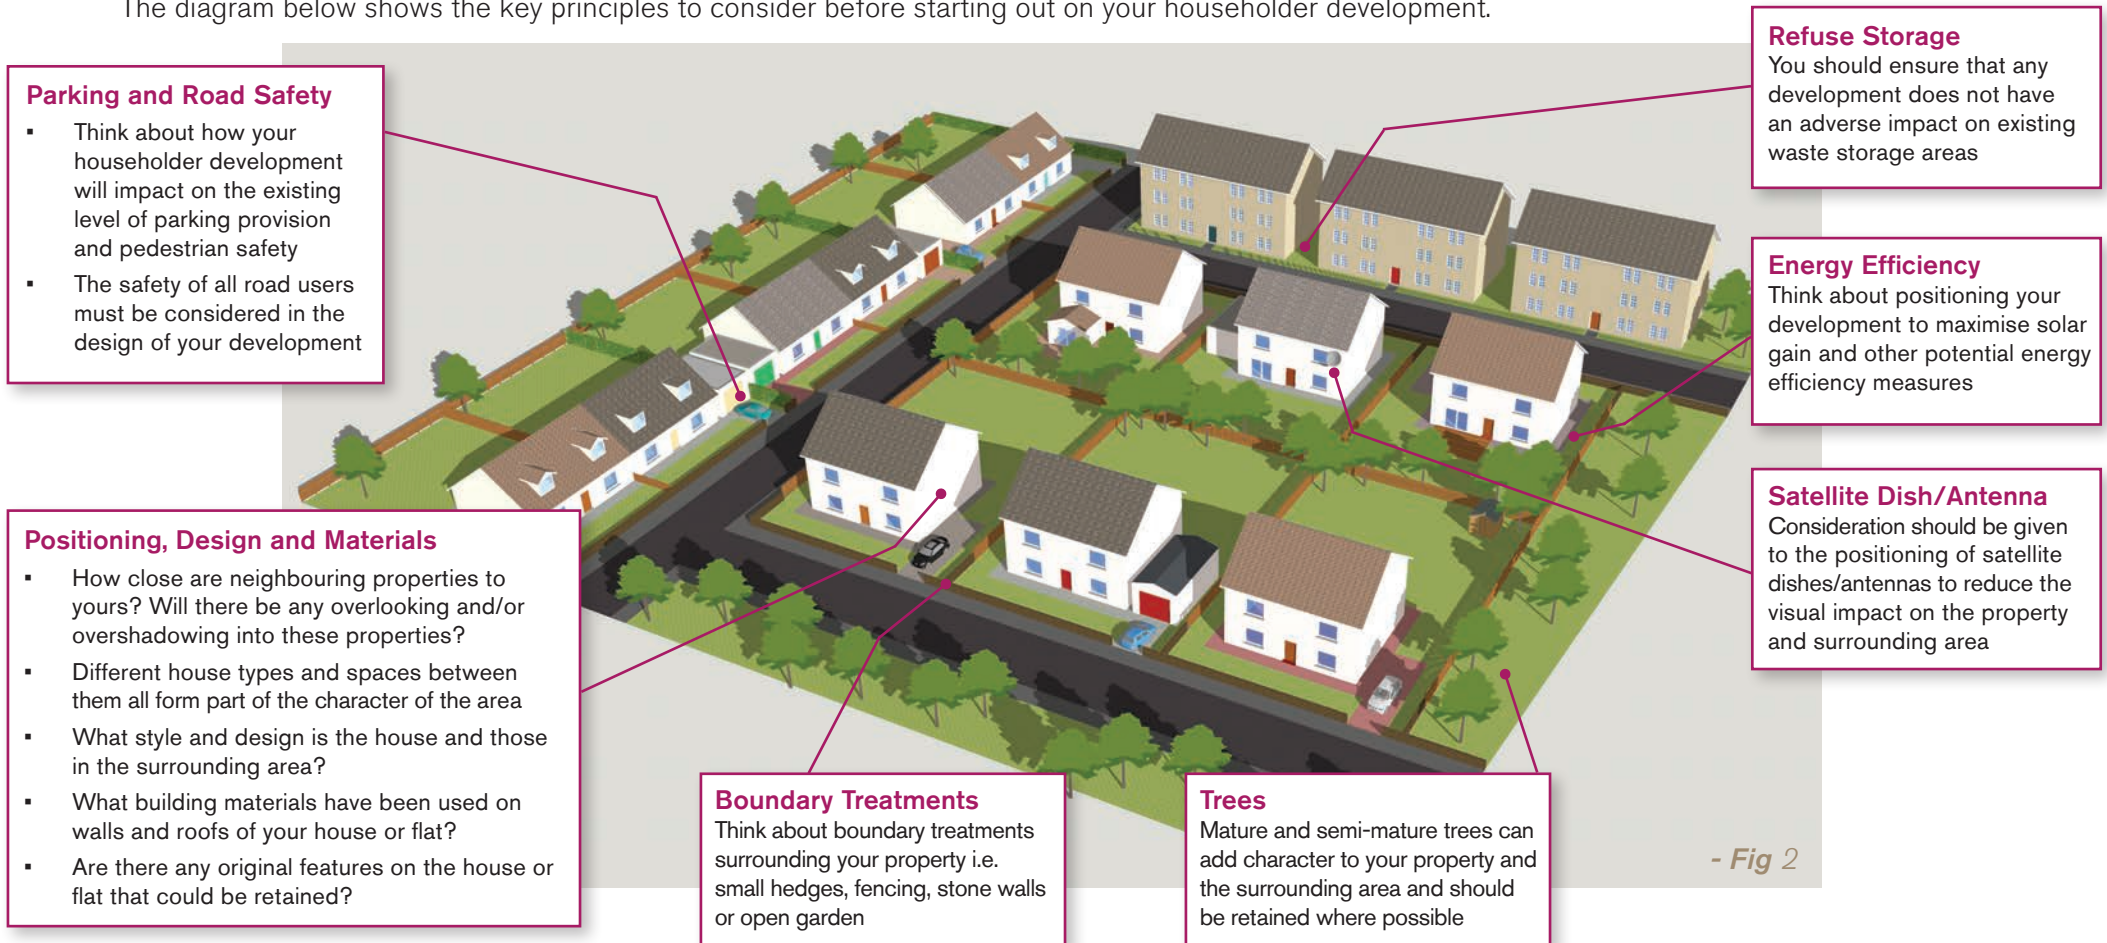 The diagram below shows the key principles to consider before starting out on your householder development.
Parking and Road Safety
▪ Think about how your
householder development
will impact on the existing
level of parking provision
and pedestrian safety
▪ The safety of all road users
must be considered in the
design of your development
Positioning, Design and Materials
▪ How close are neighbouring properties to
yours? Will there be any overlooking and/or
overshadowing into these properties?
▪ Different house types and spaces between
them all form part of the character of the area
▪ What style and design is the house and those
in the surrounding area?
▪ What building materials have been used on
walls and roofs of your house or flat?
▪ Are there any original features on the house or
flat that could be retained?
Boundary Treatments
Think about boundary treatments
surrounding your property i.e.
small hedges, fencing, stone walls
or open garden
Trees
Mature and semi-mature trees can
add character to your property and
the surrounding area and should
be retained where possible
Refuse Storage
You should ensure that any
development does not have
an adverse impact on existing
waste storage areas
Energy Efficiency
Think about positioning your
development to maximise solar
gain and other potential energy
efficiency measures
Satellite Dish/Antenna
Consideration should be given
to the positioning of satellite
dishes/antennas to reduce the
visual impact on the property
and surrounding area
- Fig 2